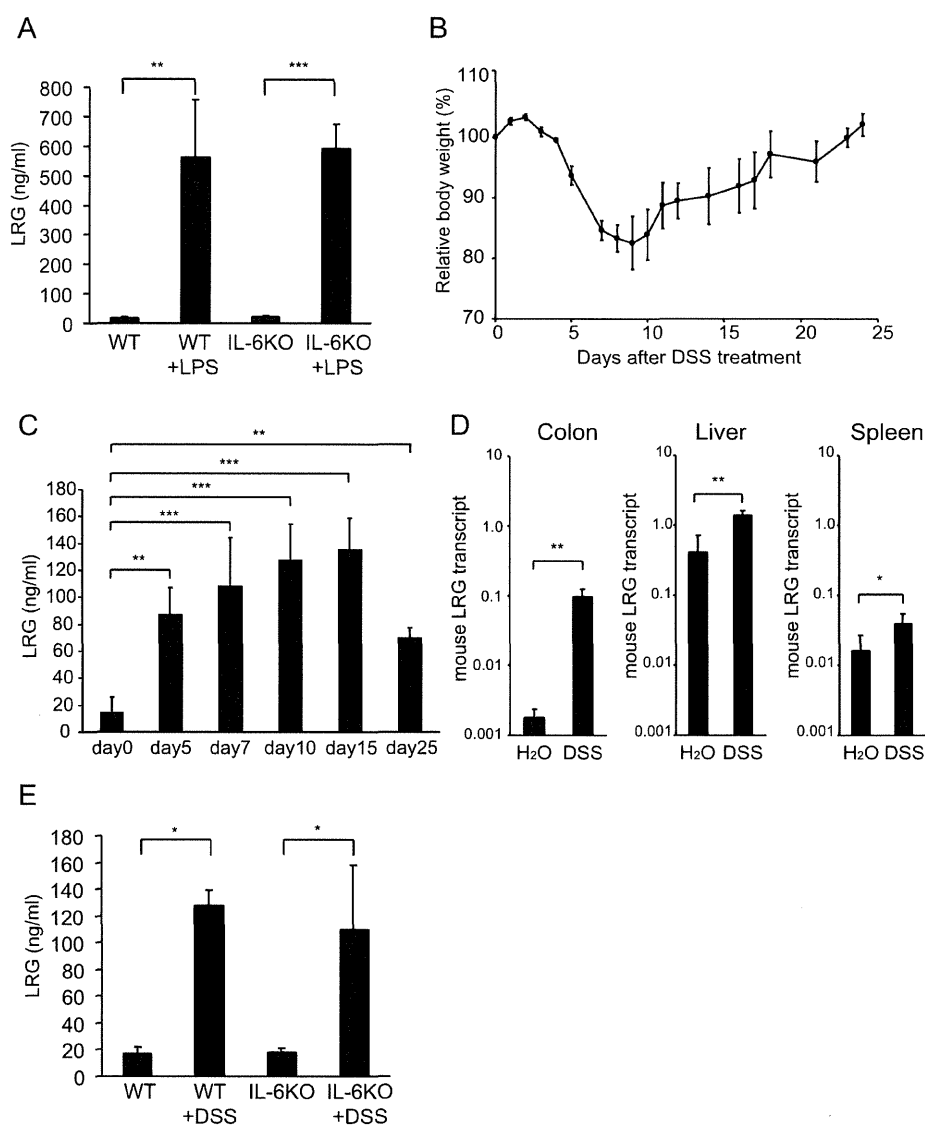 A
**
***
800
700
600
500
400
300
200
100
0
LRG (ng/ml)
WT
WT
+LPS
IL-6KO
IL-6KO
+LPS
B
110
100
90
80
70
Relative body weight (%)
0
5
10
15
20
25
Days after DSS treatment
C
**
***
***
***
**
180
160
140
120
100
80
60
40
20
0
LRG (ng/ml)
day0
day5
day7
day10
day15
day25
D
Colon
10
1.0
0.1
0.01
0.001
mouse LRG transcript
**
H2O
DSS
Liver
10
1.0
0.1
0.01
0.001
mouse LRG transcript
**
H2O
DSS
Spleen
10
1.0
0.1
0.01
0.001
mouse LRG transcript
*
H2O
DSS
E
*
*
180
160
140
120
100
80
60
40
20
0
LRG (ng/ml)
WT
WT
+DSS
IL-6KO
IL-6KO
+DSS